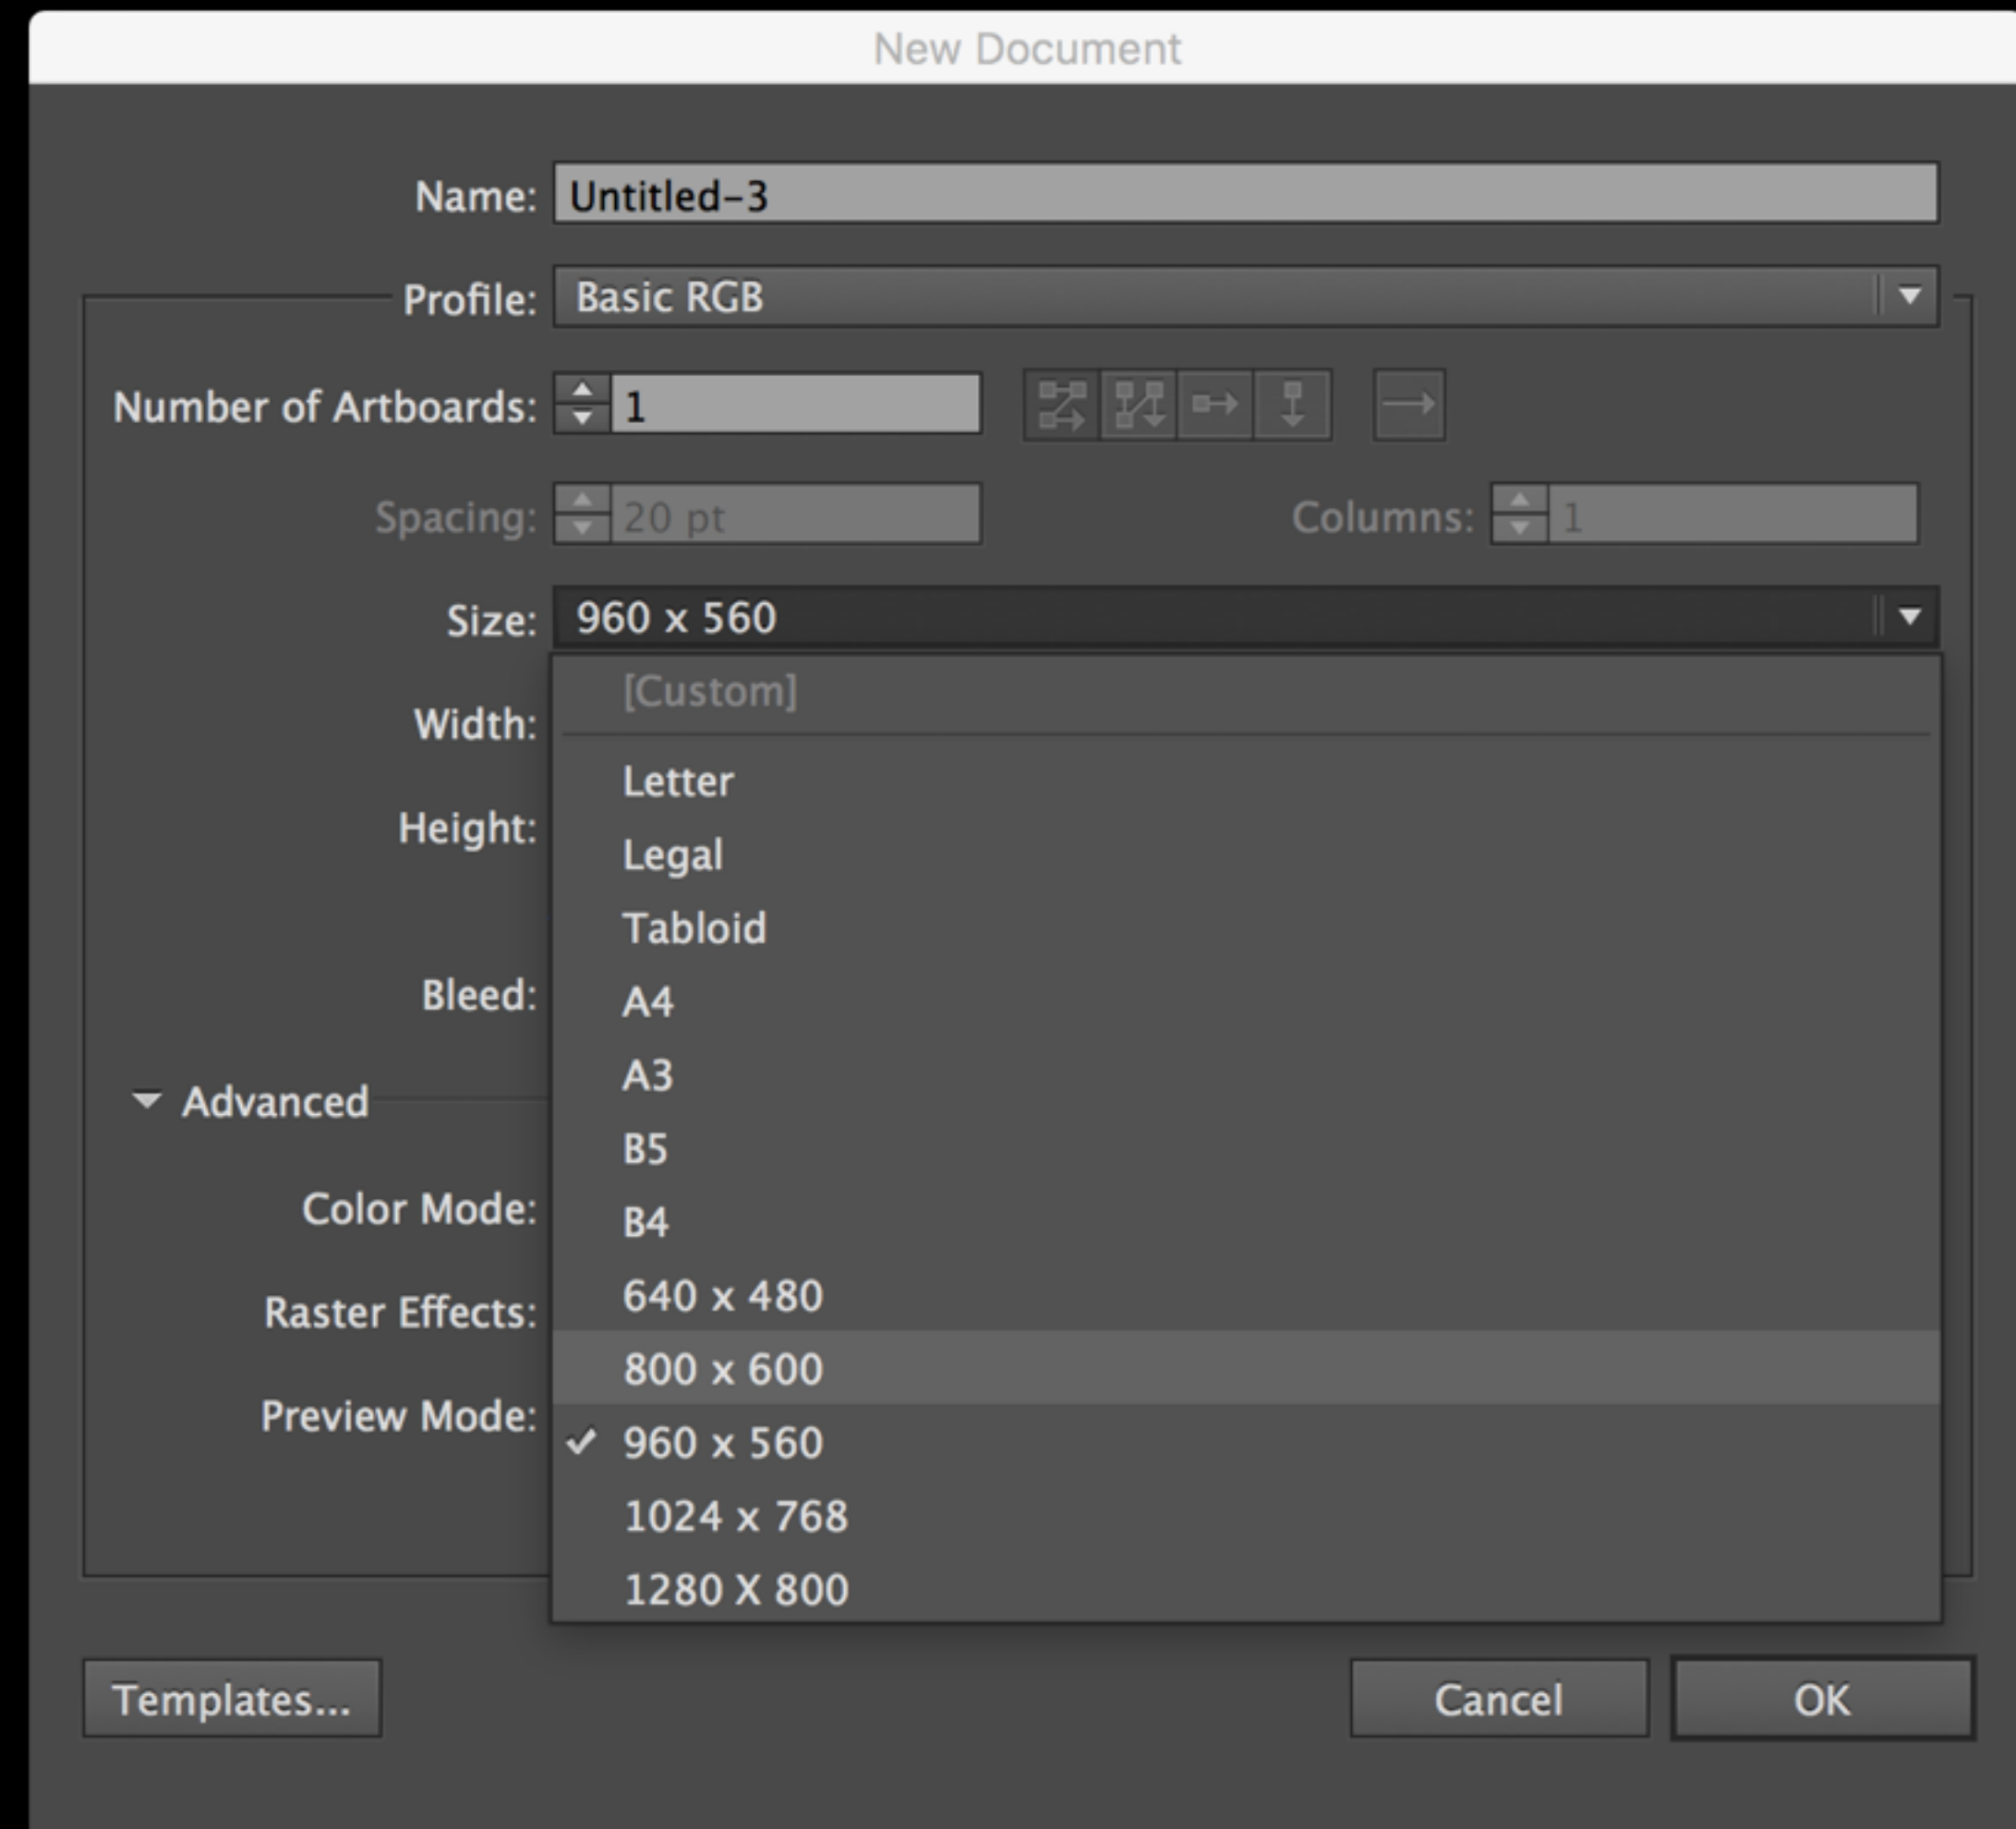 New Document
Name: Untitled-3
Profile: Basic RGB
Number of Artboards: 1
Spacing: 20 pt Columns: 1
Size: 960 x 560
[Custom]
Width:
Letter
Height:
Legal
Tabloid
Bleed:
A4
A3
Advanced
B5
Color Mode:
B4
Raster Effects:
640 x 480
800 x 600
Preview Mode:
960 x 560
1024 x 768
1280 X 800
Templates... Cancel OK